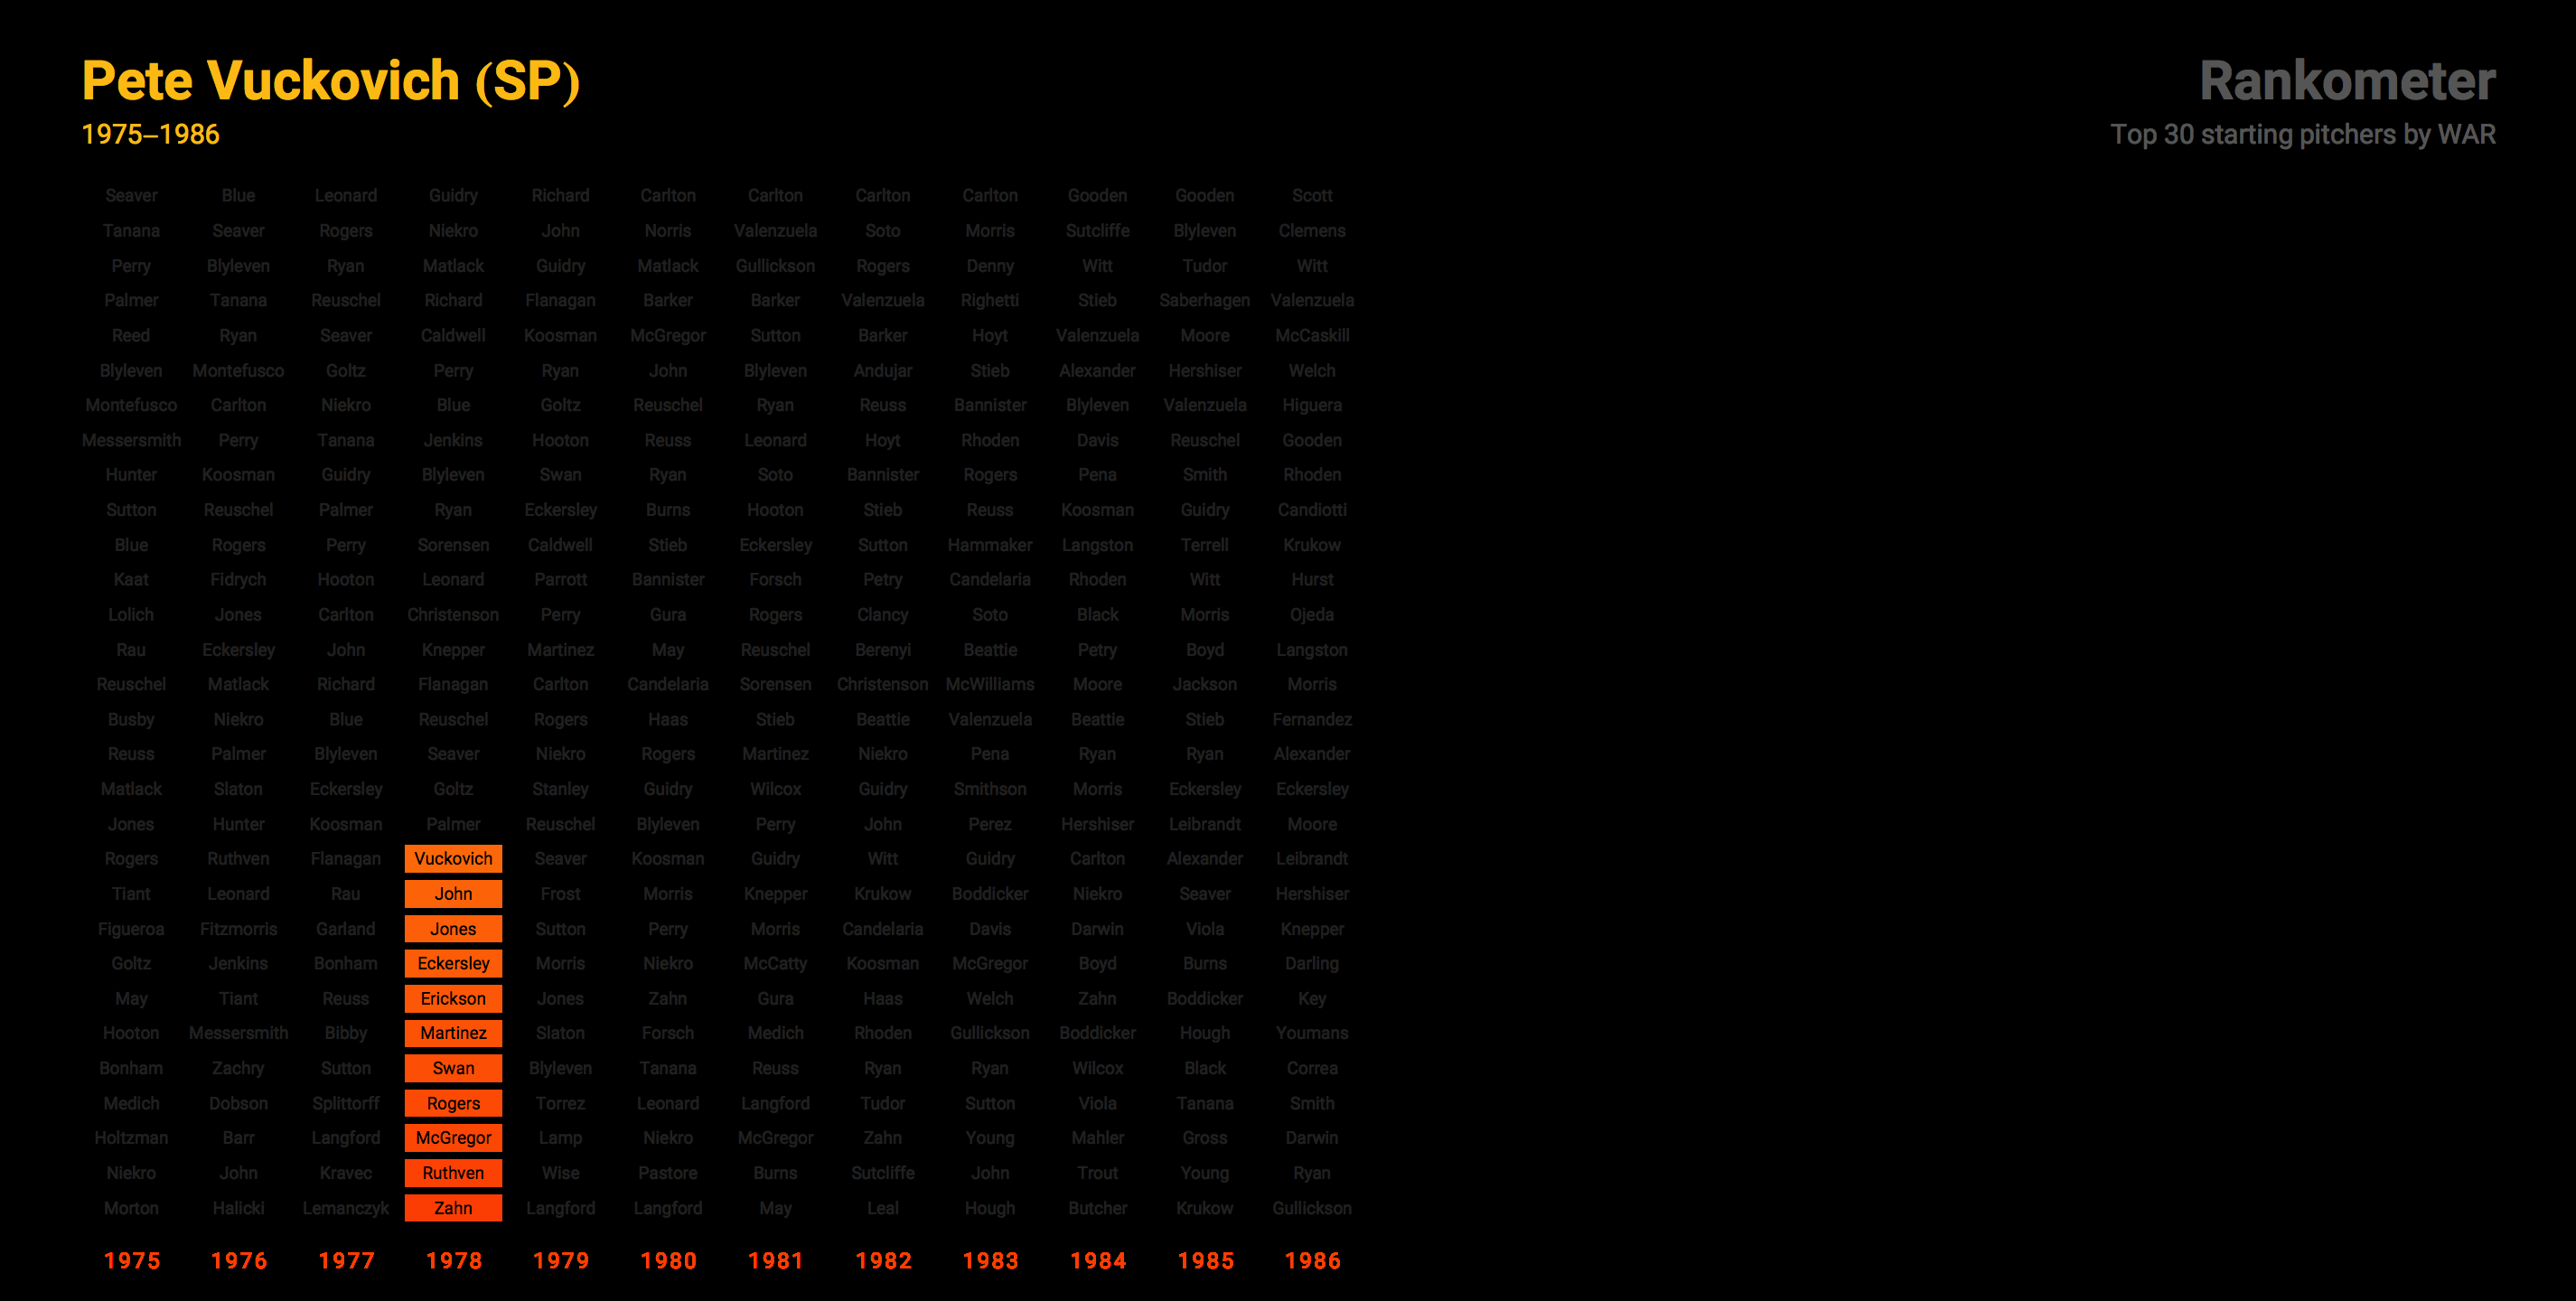 Pete Vuckovich (SP)
1975–1986
Rankometer
Top 30 starting pitchers by WAR
Seaver Blue Leonard Guidry Richard Carlton Carlton Carlton Carlton Gooden Gooden Scott
Tanana Seaver Rogers Niekro John Norris Valenzuela Soto Morris Sutcliffe Blyleven Clemens
Perry Blyleven Ryan Matlack Guidry Matlack Gullickson Rogers Denny Witt Tudor Witt
Palmer Tanana Reuschel Richard Flanagan Barker Barker Valenzuela Righetti Stieb Saberhagen Valenzuela
Reed Ryan Seaver Caldwell Koosman McGregor Sutton Barker Hoyt Valenzuela Moore McCaskill
Blyleven Montefusco Goltz Perry Ryan John Blyleven Andujar Stieb Alexander Hershiser Welch
Montefusco Carlton Niekro Blue Goltz Reuschel Ryan Reuss Bannister Blyleven Valenzuela Higuera
Messersmith Perry Tanana Jenkins Hooton Reuss Leonard Hoyt Rhoden Davis Reuschel Gooden
Hunter Koosman Guidry Blyleven Swan Ryan Soto Bannister Rogers Pena Smith Rhoden
Sutton Reuschel Palmer Ryan Eckersley Burns Hooton Stieb Reuss Koosman Guidry Candiotti
Blue Rogers Perry Sorensen Caldwell Stieb Eckersley Sutton Hammaker Langston Terrell Krukow
Kaat Fidrych Hooton Leonard Parrott Bannister Forsch Petry Candelaria Rhoden Witt Hurst
Lolich Jones Carlton Christenson Perry Gura Rogers Clancy Soto Black Morris Ojeda
Rau Eckersley John Knepper Martinez May Reuschel Berenyi Beattie Petry Boyd Langston
Reuschel Matlack Richard Flanagan Carlton Candelaria Sorensen Christenson McWilliams Moore Jackson Morris
Busby Niekro Blue Reuschel Rogers Haas Stieb Beattie Valenzuela Beattie Stieb Fernandez
Reuss Palmer Blyleven Seaver Niekro Rogers Martinez Niekro Pena Ryan Ryan Alexander
Matlack Slaton Eckersley Goltz Stanley Guidry Wilcox Guidry Smithson Morris Eckersley Eckersley
Jones Hunter Koosman Palmer Reuschel Blyleven Perry John Perez Hershiser Leibrandt Moore
Rogers Ruthven Flanagan Vuckovich Seaver Koosman Guidry Witt Guidry Carlton Alexander Leibrandt
Tiant Leonard Rau John Frost Morris Knepper Krukow Boddicker Niekro Seaver Hershiser
Figueroa Fitzmorris Garland Jones Sutton Perry Morris Candelaria Davis Darwin Viola Knepper
Goltz Jenkins Bonham Eckersley Morris Niekro McCatty Koosman McGregor Boyd Burns Darling
May Tiant Reuss Erickson Jones Zahn Gura Haas Welch Zahn Boddicker Key
Hooton Messersmith Bibby Martinez Slaton Forsch Medich Rhoden Gullickson Boddicker Hough Youmans
Bonham Zachry Sutton Swan Blyleven Tanana Reuss Ryan Ryan Wilcox Black Correa
Medich Dobson Splittorff Rogers Torrez Leonard Langford Tudor Sutton Viola Tanana Smith
Holtzman Barr Langford McGregor Lamp Niekro McGregor Zahn Young Mahler Gross Darwin
Niekro John Kravec Ruthven Wise Pastore Burns Sutcliffe John Trout Young Ryan
Morton Halicki Lemanczyk Zahn Langford Langford May Leal Hough Butcher Krukow Gullickson
1975 1976 1977 1978 1979 1980 1981 1982 1983 1984 1985 1986